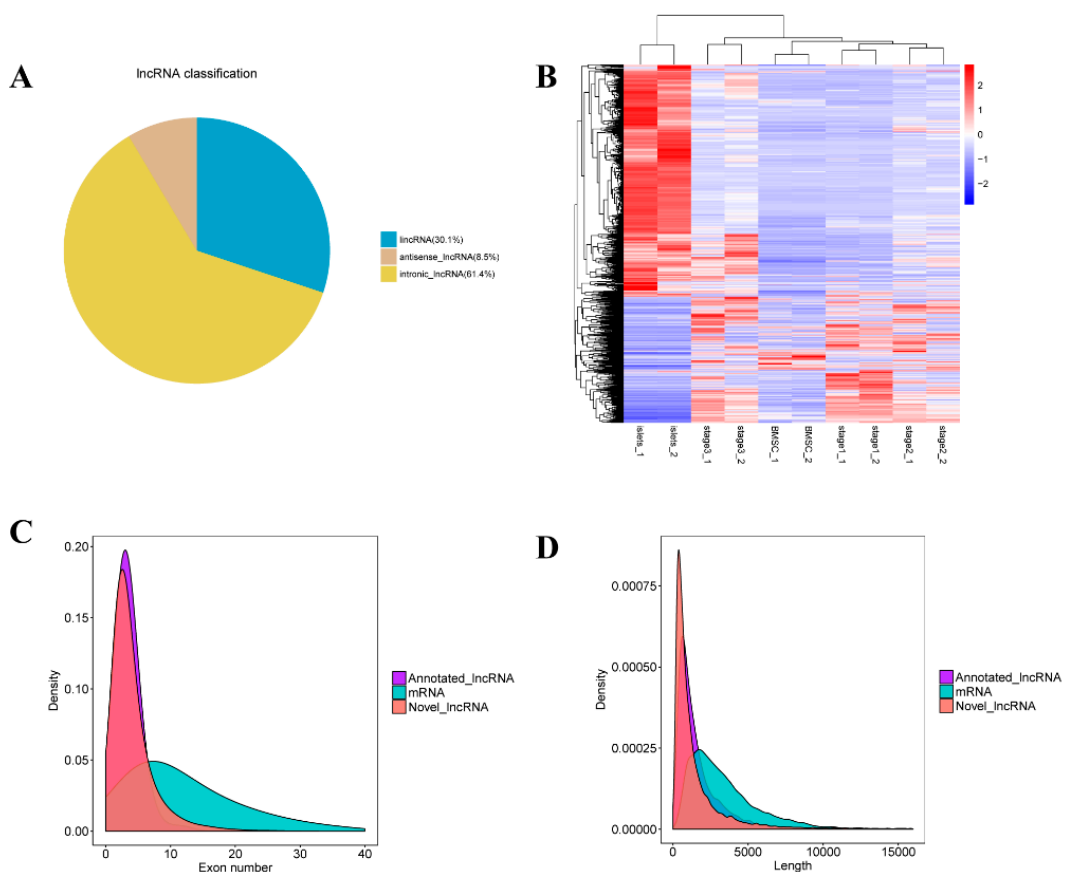 A
lncRNA classification
lincRNA(30.1%)
antisense_lncRNA(8.5%)
intronic_lncRNA(61.4%)
B
2
1
0
−1
−2
islets_1
islets_2
stage3_1
stage3_2
BMSC_1
BMSC_2
stage1_1
stage1_2
stage2_1
stage2_2
C
0.20
0.15
0.10
0.05
0.00
Density
0
10
20
30
40
Exon number
Annotated_lncRNA
mRNA
Novel_lncRNA
D
0.00075
0.00050
0.00025
0.00000
Density
0
5000
10000
15000
Length
Annotated_lncRNA
mRNA
Novel_lncRNA